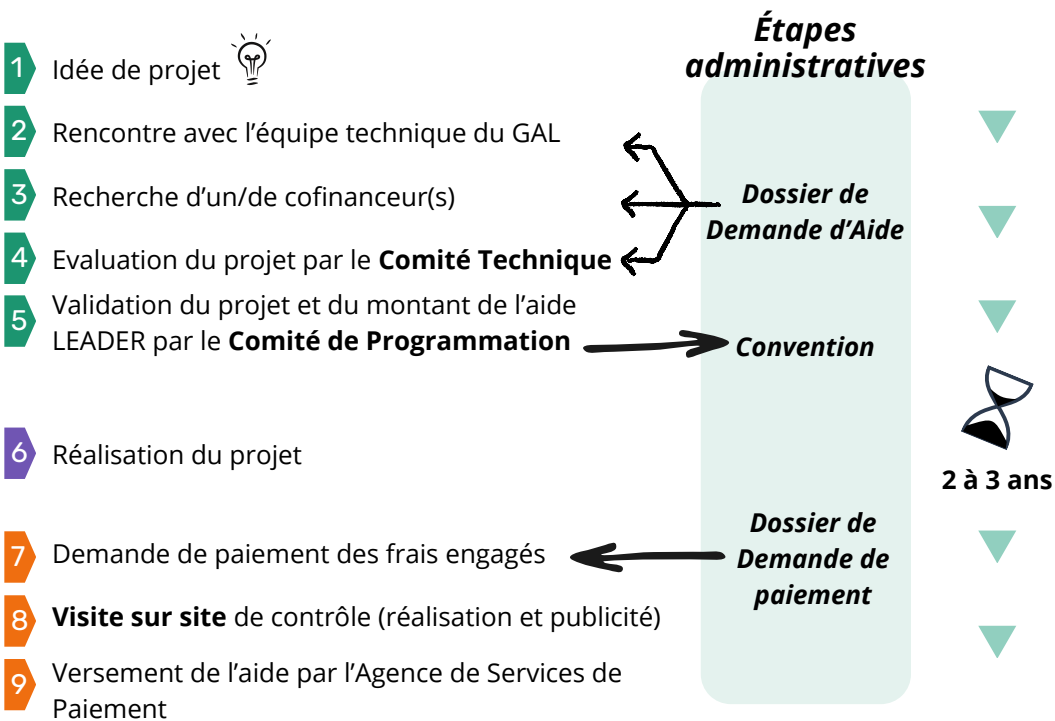 Étapes
administratives
1 Idée de projet
2 Rencontre avec l’équipe technique du GAL
3 Recherche d’un/de cofinanceur(s)
Dossier de
Demande d’Aide
4 Evaluation du projet par le Comité Technique
5 Validation du projet et du montant de l’aide
LEADER par le Comité de Programmation
Convention
6 Réalisation du projet
2 à 3 ans
Dossier de
Demande de
paiement
7 Demande de paiement des frais engagés
8 Visite sur site de contrôle (réalisation et publicité)
9 Versement de l’aide par l’Agence de Services de
Paiement